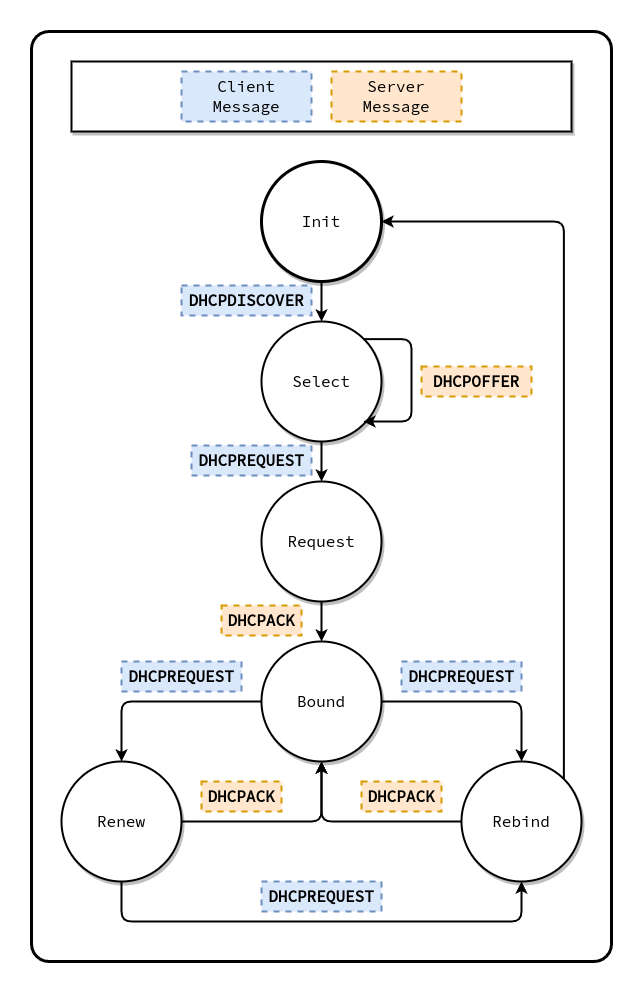 Client
Message
Server
Message
Init
DHCPDISCOVER
Select
DHCPOFFER
DHCPREQUEST
Request
DHCPACK
DHCPREQUEST
DHCPREQUEST
Bound
DHCPACK
DHCPACK
Renew
Rebind
DHCPREQUEST